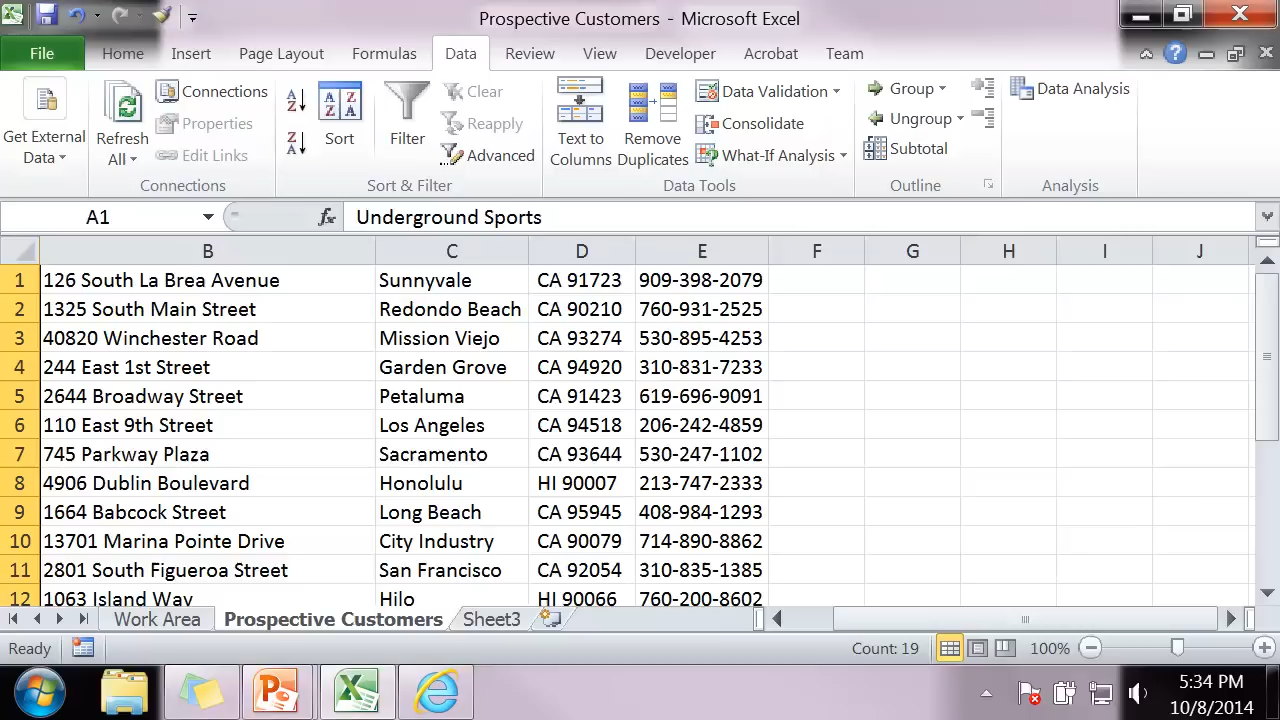 Prospective Customers - Microsoft Excel
File Home Insert Page Layout Formulas Data Review View Developer Acrobat Team
Get External Data
Refresh All
Connections
Properties
Edit Links
Connections
Sort
Filter
Clear
Reapply
Advanced
Sort & Filter
Text to Columns
Remove Duplicates
Data Validation
Consolidate
What-If Analysis
Data Tools
Group
Ungroup
Subtotal
Outline
Data Analysis
Analysis
A1 fx Underground Sports
B C D E F G H I J
1 126 South La Brea Avenue Sunnyvale CA 91723 909-398-2079
2 1325 South Main Street Redondo Beach CA 90210 760-931-2525
3 40820 Winchester Road Mission Viejo CA 93274 530-895-4253
4 244 East 1st Street Garden Grove CA 94920 310-831-7233
5 2644 Broadway Street Petaluma CA 91423 619-696-9091
6 110 East 9th Street Los Angeles CA 94518 206-242-4859
7 745 Parkway Plaza Sacramento CA 93644 530-247-1102
8 4906 Dublin Boulevard Honolulu HI 90007 213-747-2333
9 1664 Babcock Street Long Beach CA 95945 408-984-1293
10 13701 Marina Pointe Drive City Industry CA 90079 714-890-8862
11 2801 South Figueroa Street San Francisco CA 92054 310-835-1385
12 1063 Island Way Hilo HI 90066 760-200-8602
Work Area Prospective Customers Sheet3
Ready Count: 19 100%
5:34 PM
10/8/2014